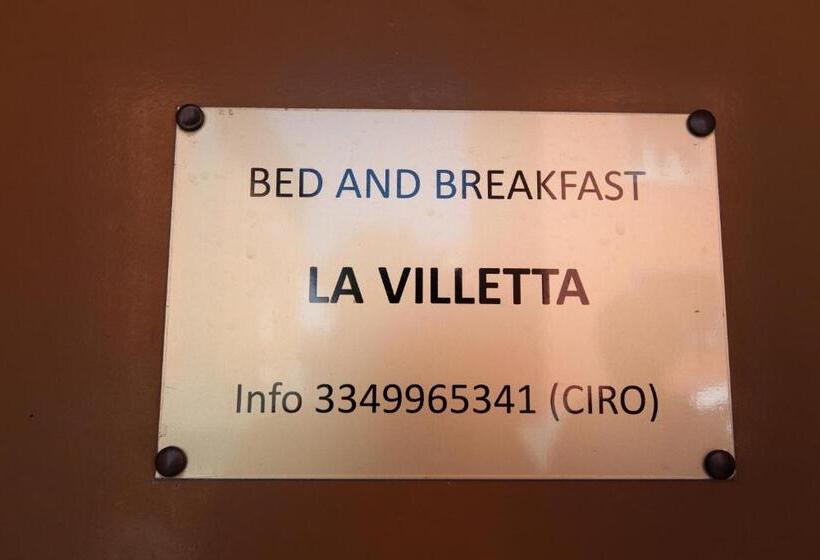 BED AND BREAKFAST
LA VILLETTA
Info 3349965341 (CIRO)